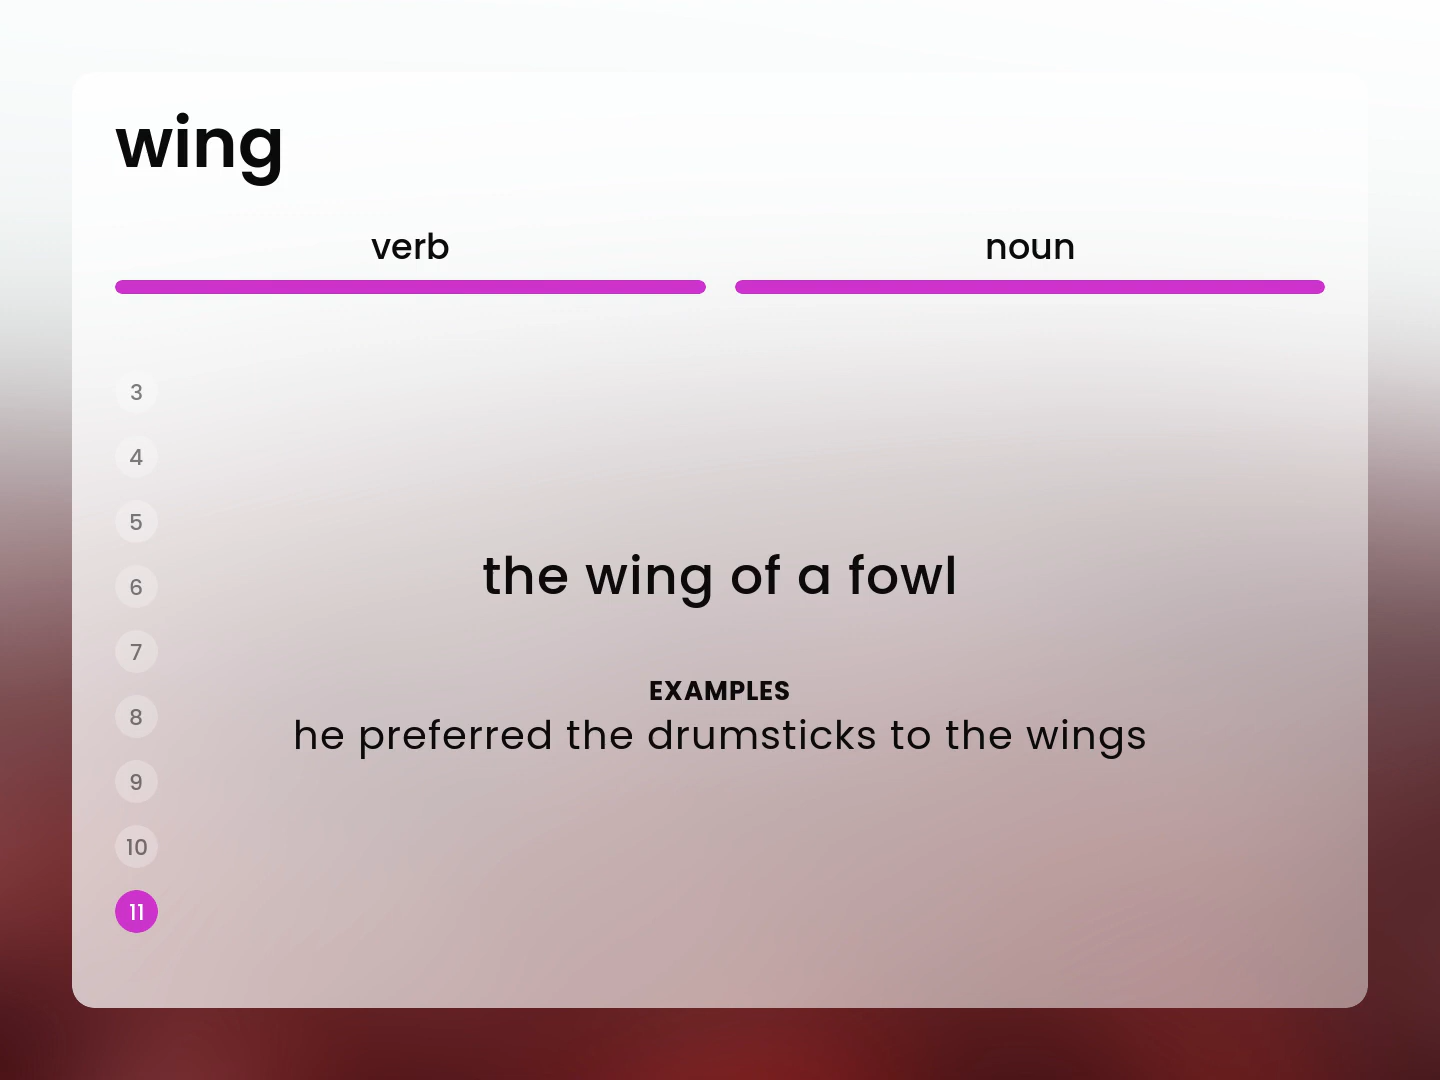 wing
verb
noun
3
4
5
6
the wing of a fowl
7
EXAMPLES
8
he preferred the drumsticks to the wings
9
10
11